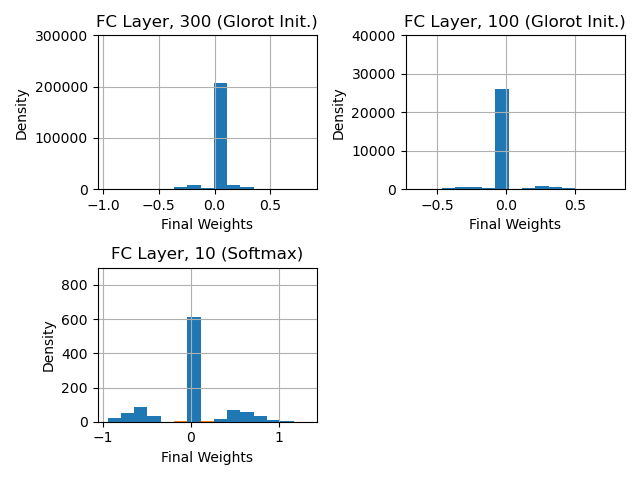 FC Layer, 300 (Glorot Init.)
FC Layer, 100 (Glorot Init.)
300000
200000
100000
0
Density
−1.0
−0.5
0.0
0.5
Final Weights
40000
30000
20000
10000
0
Density
−0.5
0.0
0.5
Final Weights
FC Layer, 10 (Softmax)
800
600
400
200
0
Density
−1
0
1
Final Weights